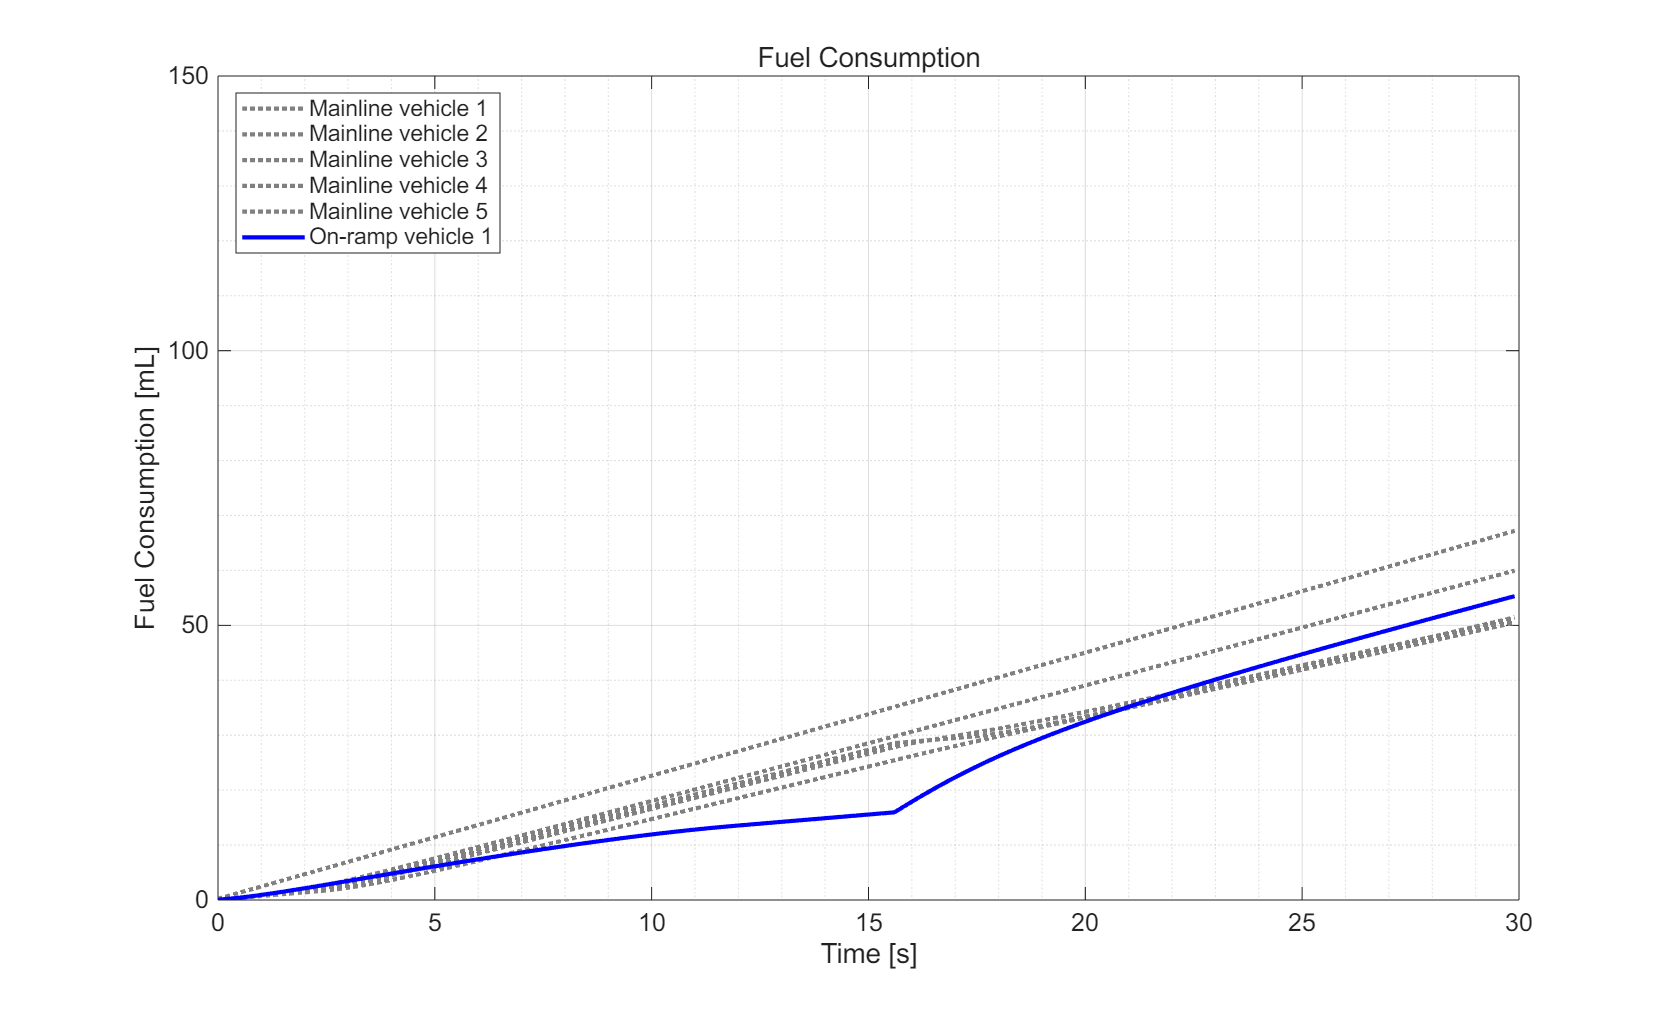 Fuel Consumption
150
100
50
0
Fuel Consumption [mL]
Mainline vehicle 1
Mainline vehicle 2
Mainline vehicle 3
Mainline vehicle 4
Mainline vehicle 5
On-ramp vehicle 1
0 5 10 15 20 25 30
Time [s]